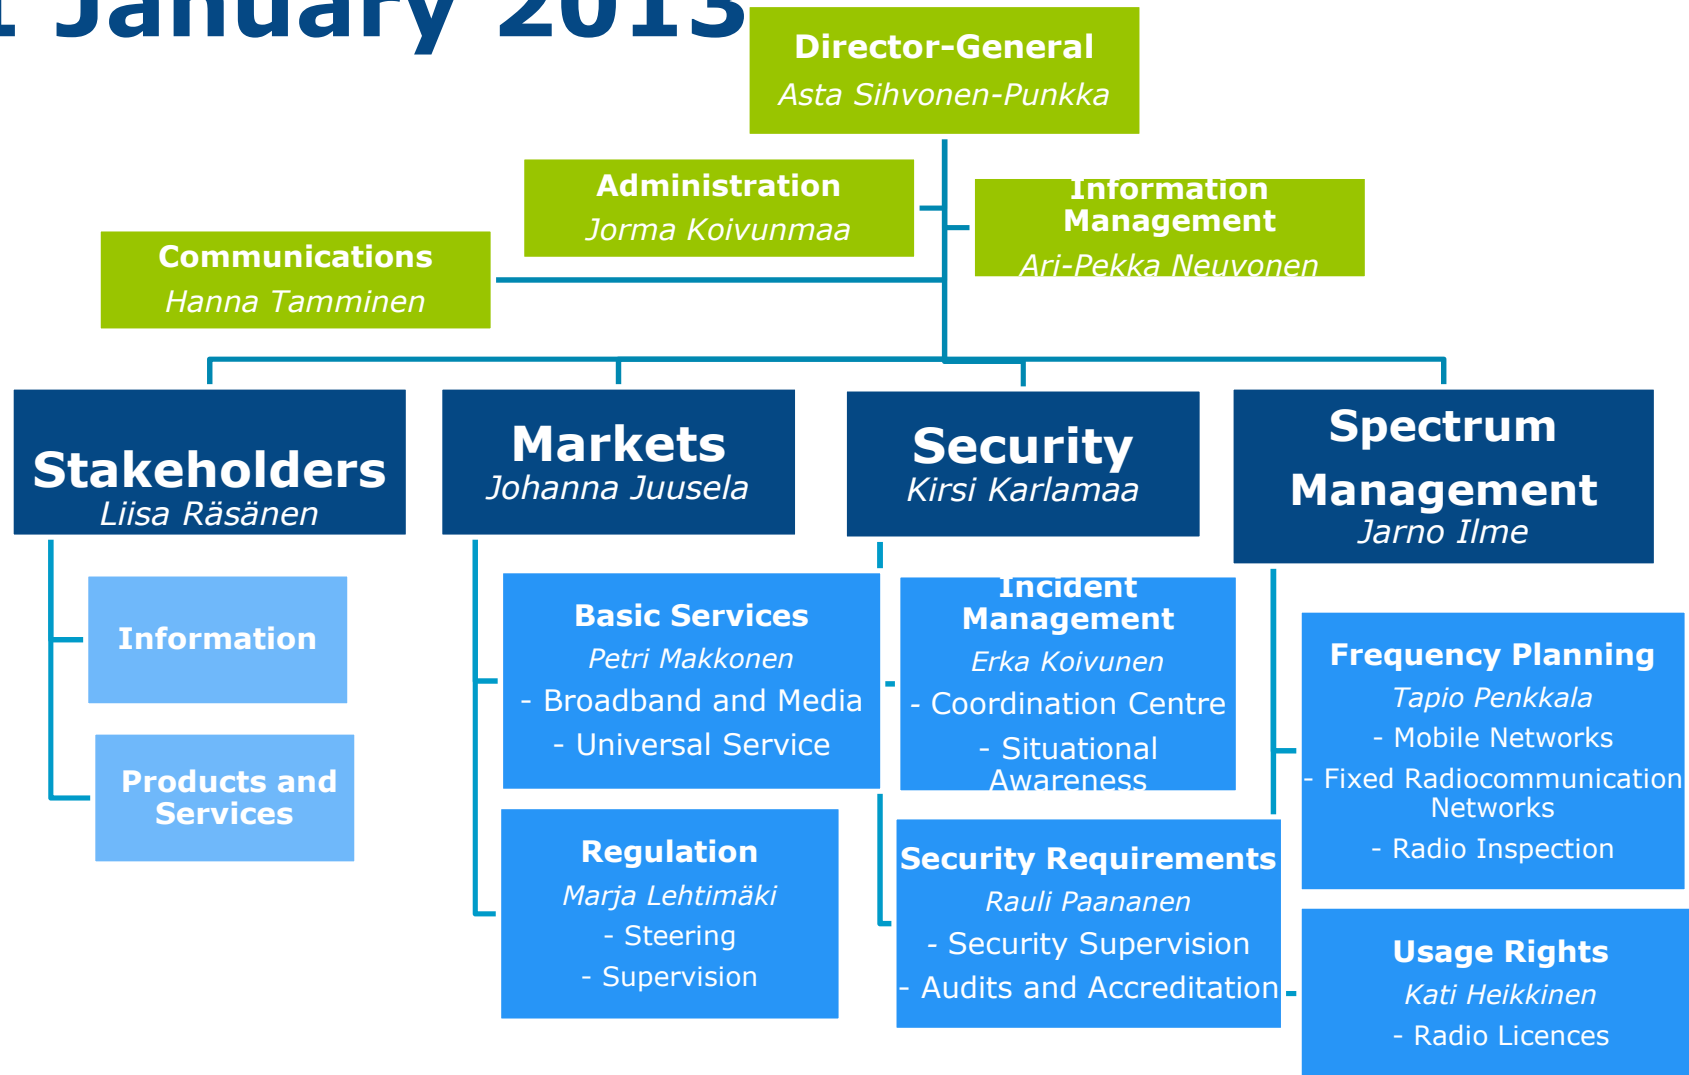 1 January 2013
Director-General
Asta Sihvonen-Punkka
Administration
Jorma Koivunmaa
Information
Management
Ari-Pekka Neuvonen
Communications
Hanna Tamminen
Stakeholders
Liisa Räsänen
Information
Products and
Services
Markets
Johanna Juusela
Basic Services
Petri Makkonen
- Broadband and Media
- Universal Service
Regulation
Marja Lehtimäki
- Steering
- Supervision
Security
Kirsi Karlamaa
Incident
Management
Erka Koivunen
- Coordination Centre
- Situational
Awareness
Security Requirements
Rauli Paananen
- Security Supervision
- Audits and Accreditation
Spectrum
Management
Jarno Ilme
Frequency Planning
Tapio Penkkala
- Mobile Networks
- Fixed Radiocommunication
Networks
- Radio Inspection
Usage Rights
Kati Heikkinen
- Radio Licences